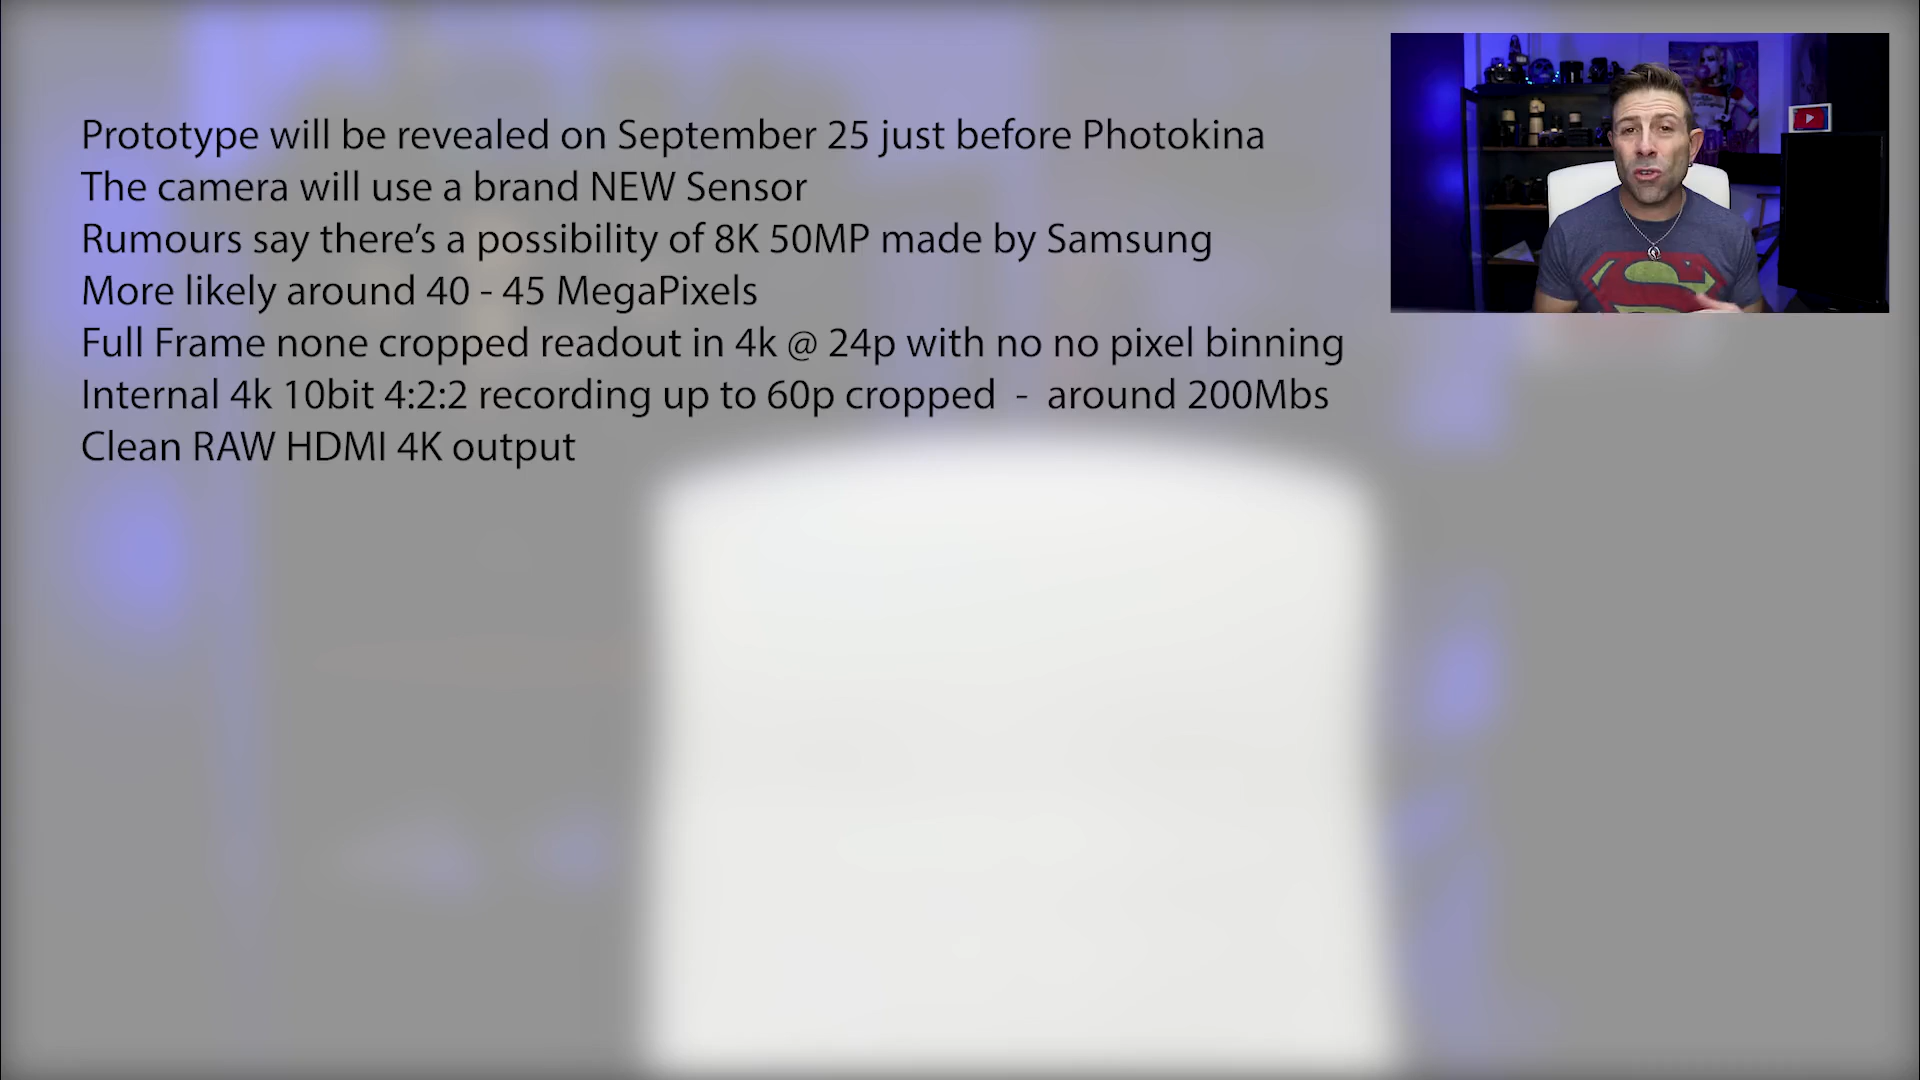 Prototype will be revealed on September 25 just before Photokina
The camera will use a brand NEW Sensor
Rumours say there's a possibility of 8K 50MP made by Samsung
More likely around 40 - 45 MegaPixels
Full Frame none cropped readout in 4k @ 24p with no no pixel binning
Internal 4k 10bit 4:2:2 recording up to 60p cropped - around 200Mbs
Clean RAW HDMI 4K output